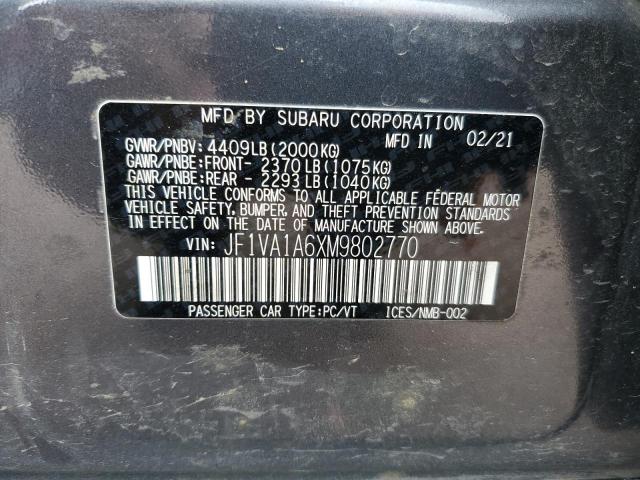 MFD BY SUBARU CORPORATION
GVWR/PNBV: 4409LB(2000KG) MFD IN 02/21
GAWR/PNBE:FRONT- 2370LB(1075KG)
GAWR/PNBE:REAR - 2293LB(1040KG)
THIS VEHICLE CONFORMS TO ALL APPLICABLE FEDERAL MOTOR
VEHICLE SAFETY, BUMPER, AND THEFT PREVENTION STANDARDS
IN EFFECT ON THE DATE OF MANUFACTURE SHOWN ABOVE.
VIN: JF1VA1A6XM9802770
PASSENGER CAR TYPE:PC/VT ICES/NMB-002